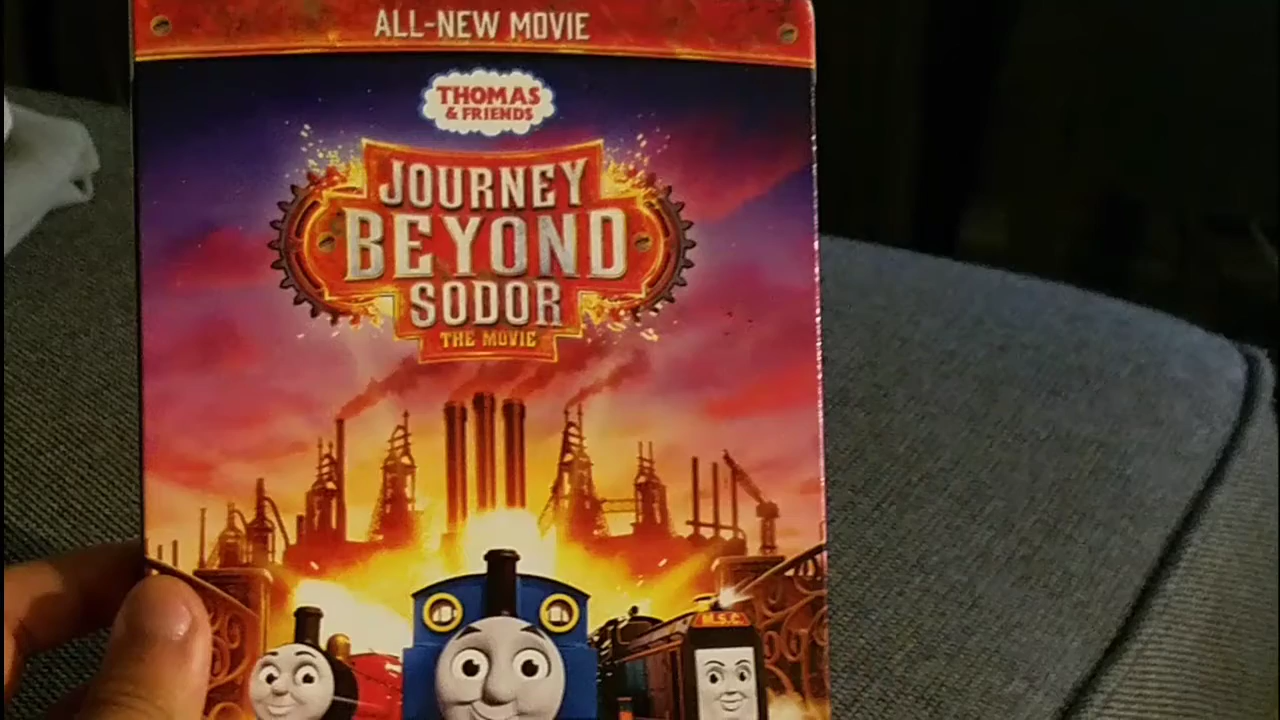 ALL-NEW MOVIE
THOMAS
& FRIENDS
JOURNEY
BEYOND
SODOR
THE MOVIE
M.S.C.